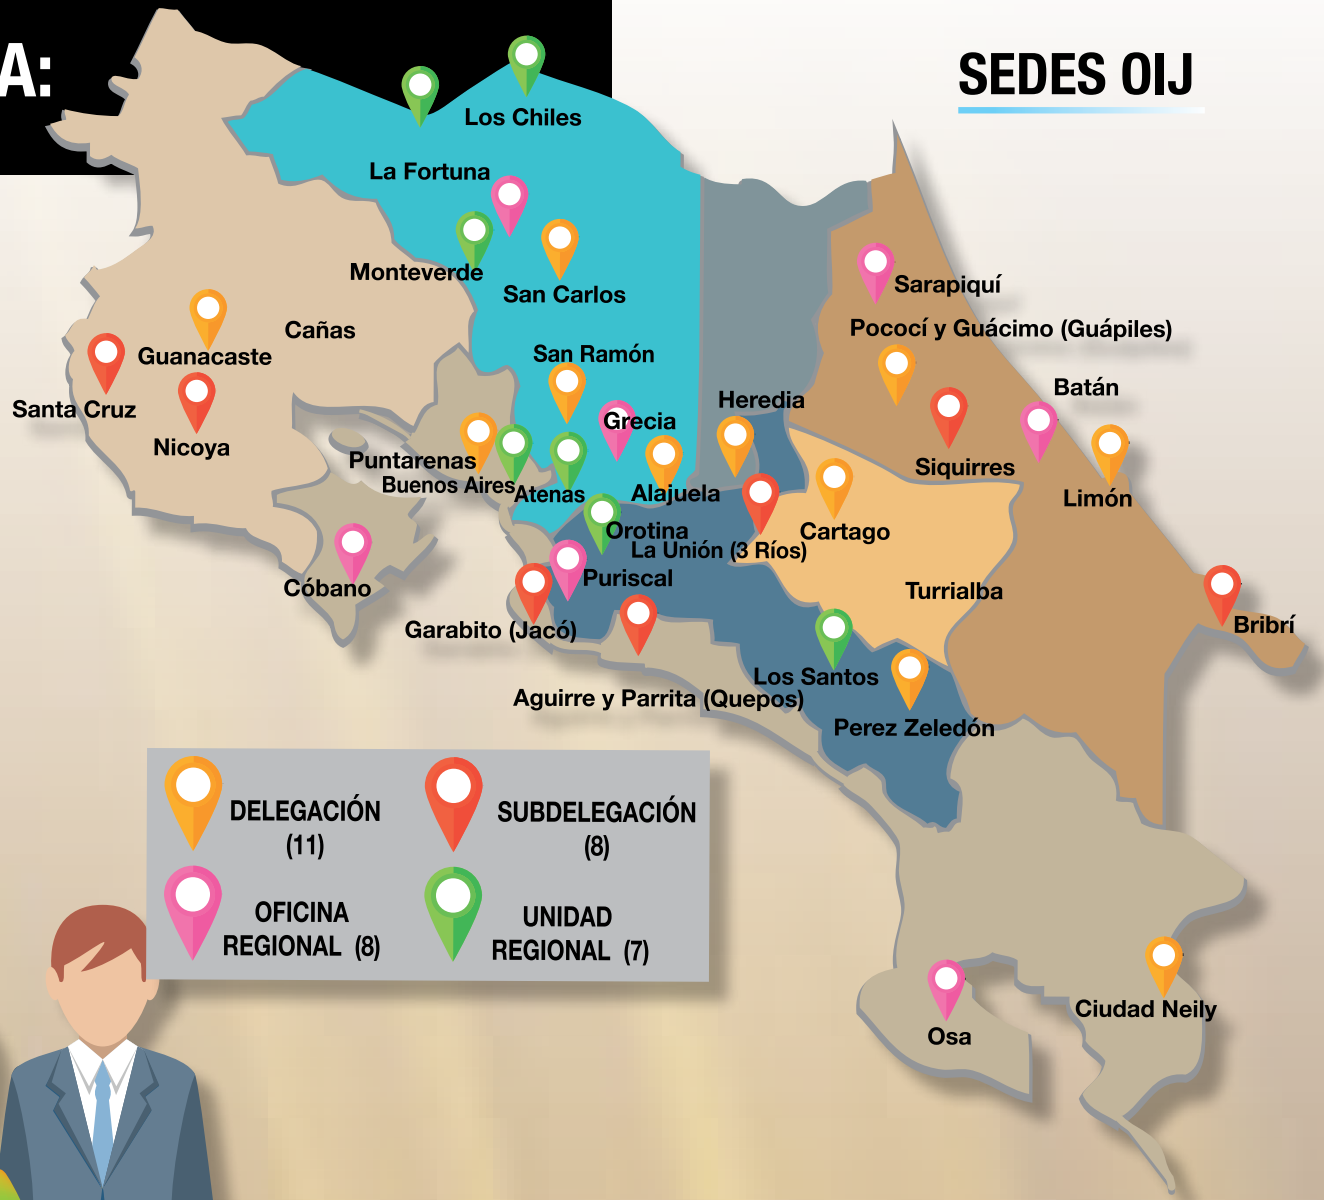 A:
SEDES OIJ
Los Chiles
La Fortuna
Monteverde
San Carlos
Sarapiquí
Cañas
Pococí y Guácimo (Guápiles)
Guanacaste
San Ramón
Batán
Santa Cruz
Heredia
Grecia
Nicoya
Puntarenas
Siquirres
Buenos Aires
Atenas
Alajuela
Limón
Orotina
Cartago
La Unión (3 Ríos)
Puriscal
Cóbano
Turrialba
Garabito (Jacó)
Bribrí
Los Santos
Aguirre y Parrita (Quepos)
Perez Zeledón
DELEGACIÓN
(11)
SUBDELEGACIÓN
(8)
OFICINA
REGIONAL (8)
UNIDAD
REGIONAL (7)
Ciudad Neily
Osa